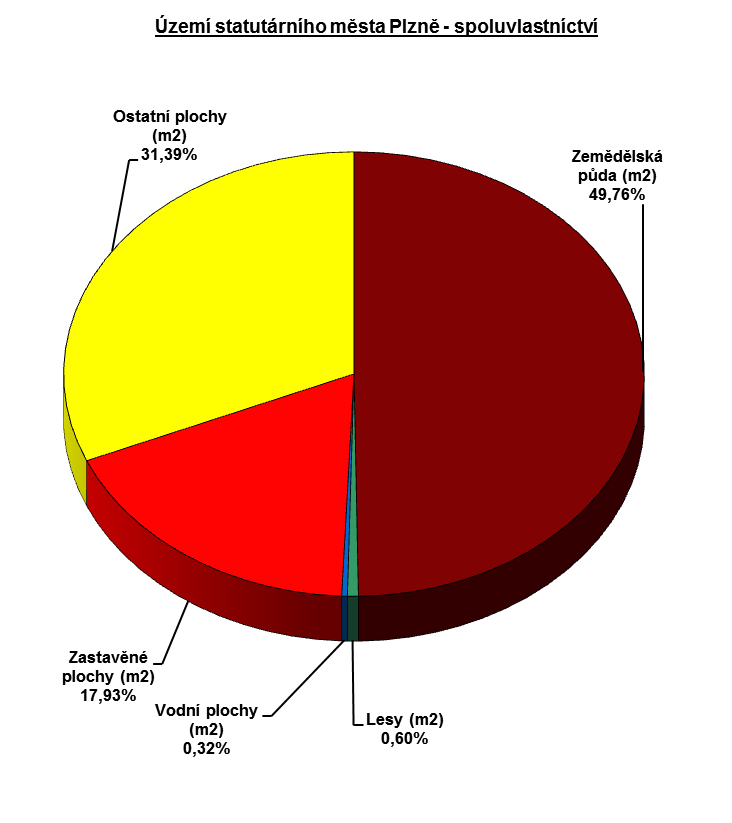 Území statutárního města Plzně - spoluvlastníctví
Ostatní plochy
(m2)
31,39%
Zemědělská
půda (m2)
49,76%
Zastavěné
plochy (m2)
17,93%
Vodní plochy
(m2)
0,32%
Lesy (m2)
0,60%